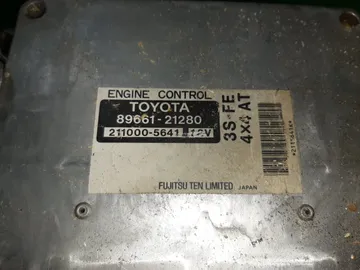 ENGINE CONTROL
TOYOTA
89661-21280
211000-5641 12V
3S-FE
4X4 AT
FUJITSU TEN LIMITED JAPAN